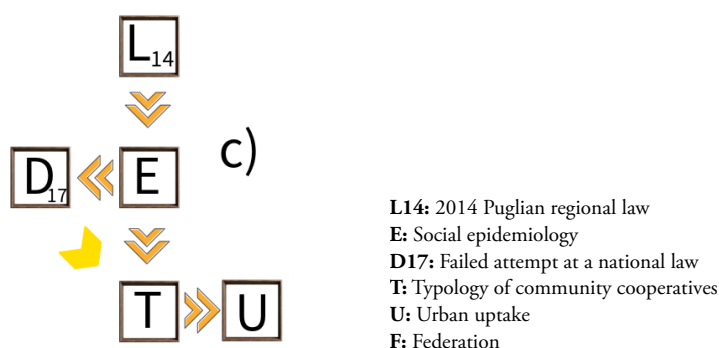 L14
c)
D17 E
T U
L14: 2014 Puglian regional law
E: Social epidemiology
D17: Failed attempt at a national law
T: Typology of community cooperatives
U: Urban uptake
F: Federation